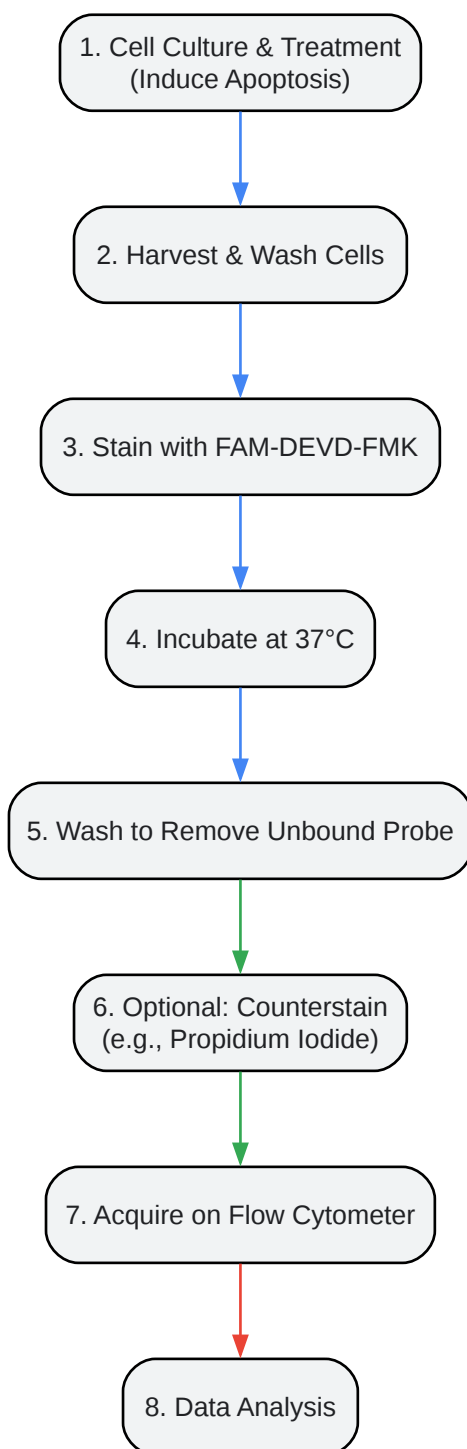 1. Cell Culture & Treatment
(Induce Apoptosis)
2. Harvest & Wash Cells
3. Stain with FAM-DEVD-FMK
4. Incubate at 37°C
5. Wash to Remove Unbound Probe
6. Optional: Counterstain
(e.g., Propidium Iodide)
7. Acquire on Flow Cytometer
8. Data Analysis